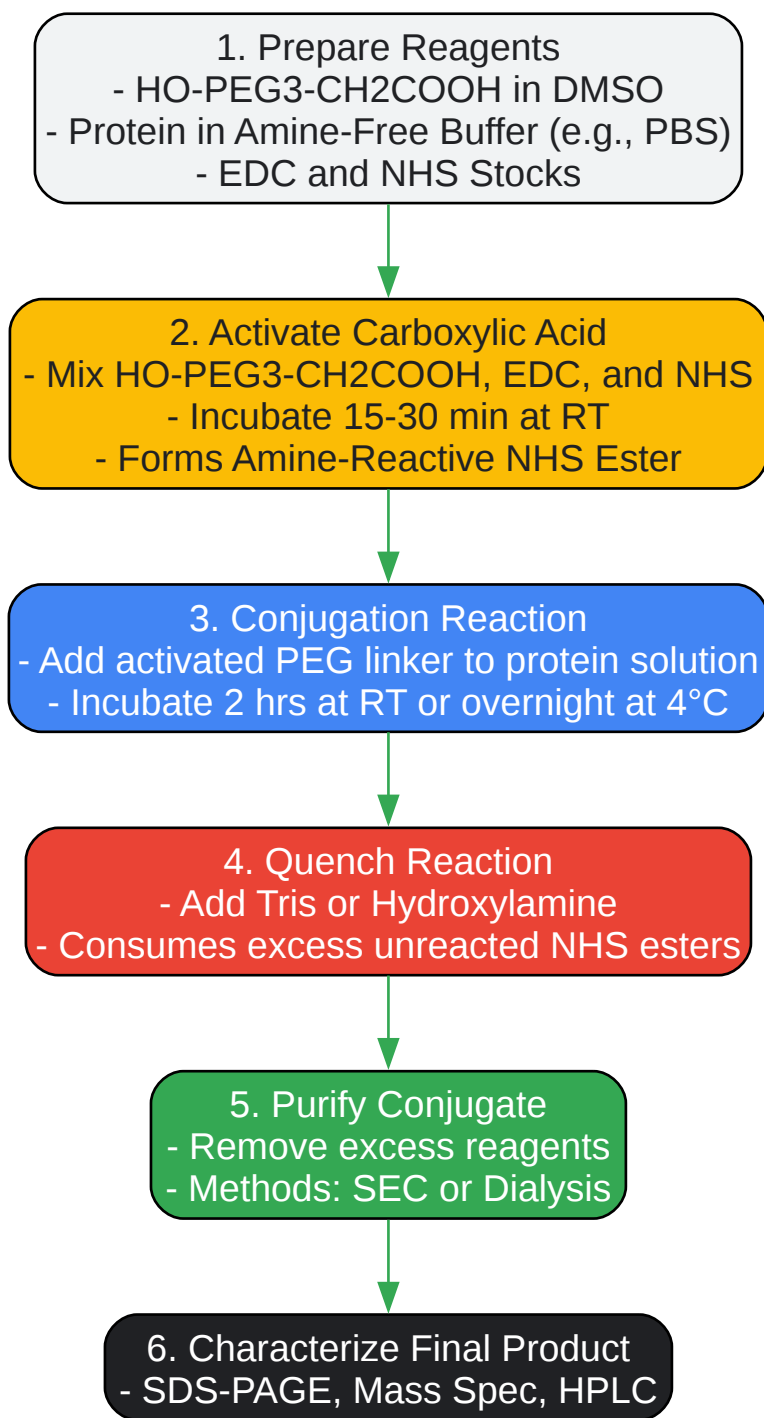 1. Prepare Reagents
- HO-PEG3-CH2COOH in DMSO
- Protein in Amine-Free Buffer (e.g., PBS)
- EDC and NHS Stocks
2. Activate Carboxylic Acid
- Mix HO-PEG3-CH2COOH, EDC, and NHS
- Incubate 15-30 min at RT
- Forms Amine-Reactive NHS Ester
3. Conjugation Reaction
- Add activated PEG linker to protein solution
- Incubate 2 hrs at RT or overnight at 4°C
4. Quench Reaction
- Add Tris or Hydroxylamine
- Consumes excess unreacted NHS esters
5. Purify Conjugate
- Remove excess reagents
- Methods: SEC or Dialysis
6. Characterize Final Product
- SDS-PAGE, Mass Spec, HPLC